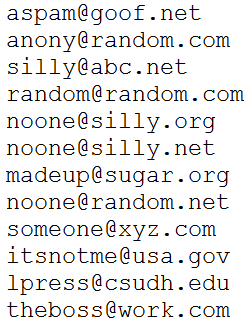 aspam@goof.net
anony@random.com
silly@abc.net
random@random.com
noone@silly.org
noone@silly.net
madeup@sugar.org
noone@random.net
someone@xyz.com
itsnotme@usa.gov
lpress@csudh.edu
theboss@work.com